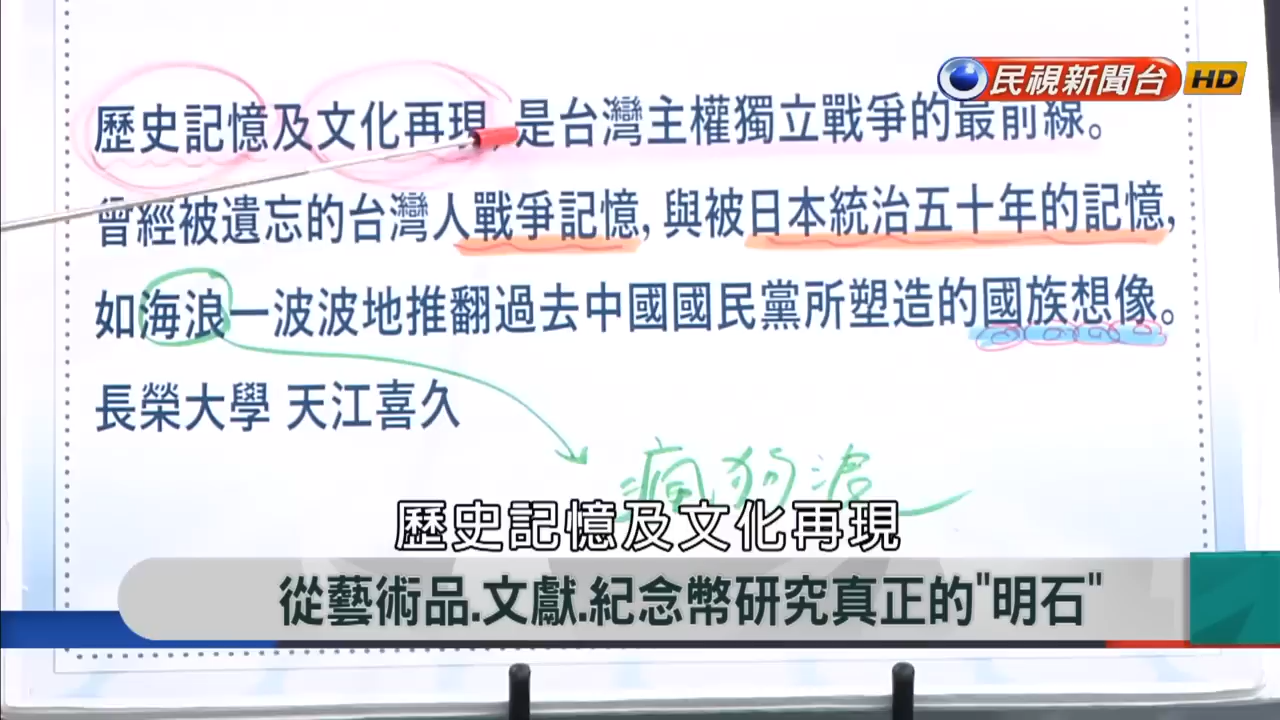 民視新聞台 HD
歷史記憶及文化再現, 是台灣主權獨立戰爭的最前線。
曾經被遺忘的台灣人戰爭記憶, 與被日本統治五十年的記憶,
如海浪一波波地推翻過去中國國民黨所塑造的國族想像。
長榮大學 天江喜久
瘋狗浪
歷史記憶及文化再現
從藝術品.文獻.紀念幣研究真正的"明石"